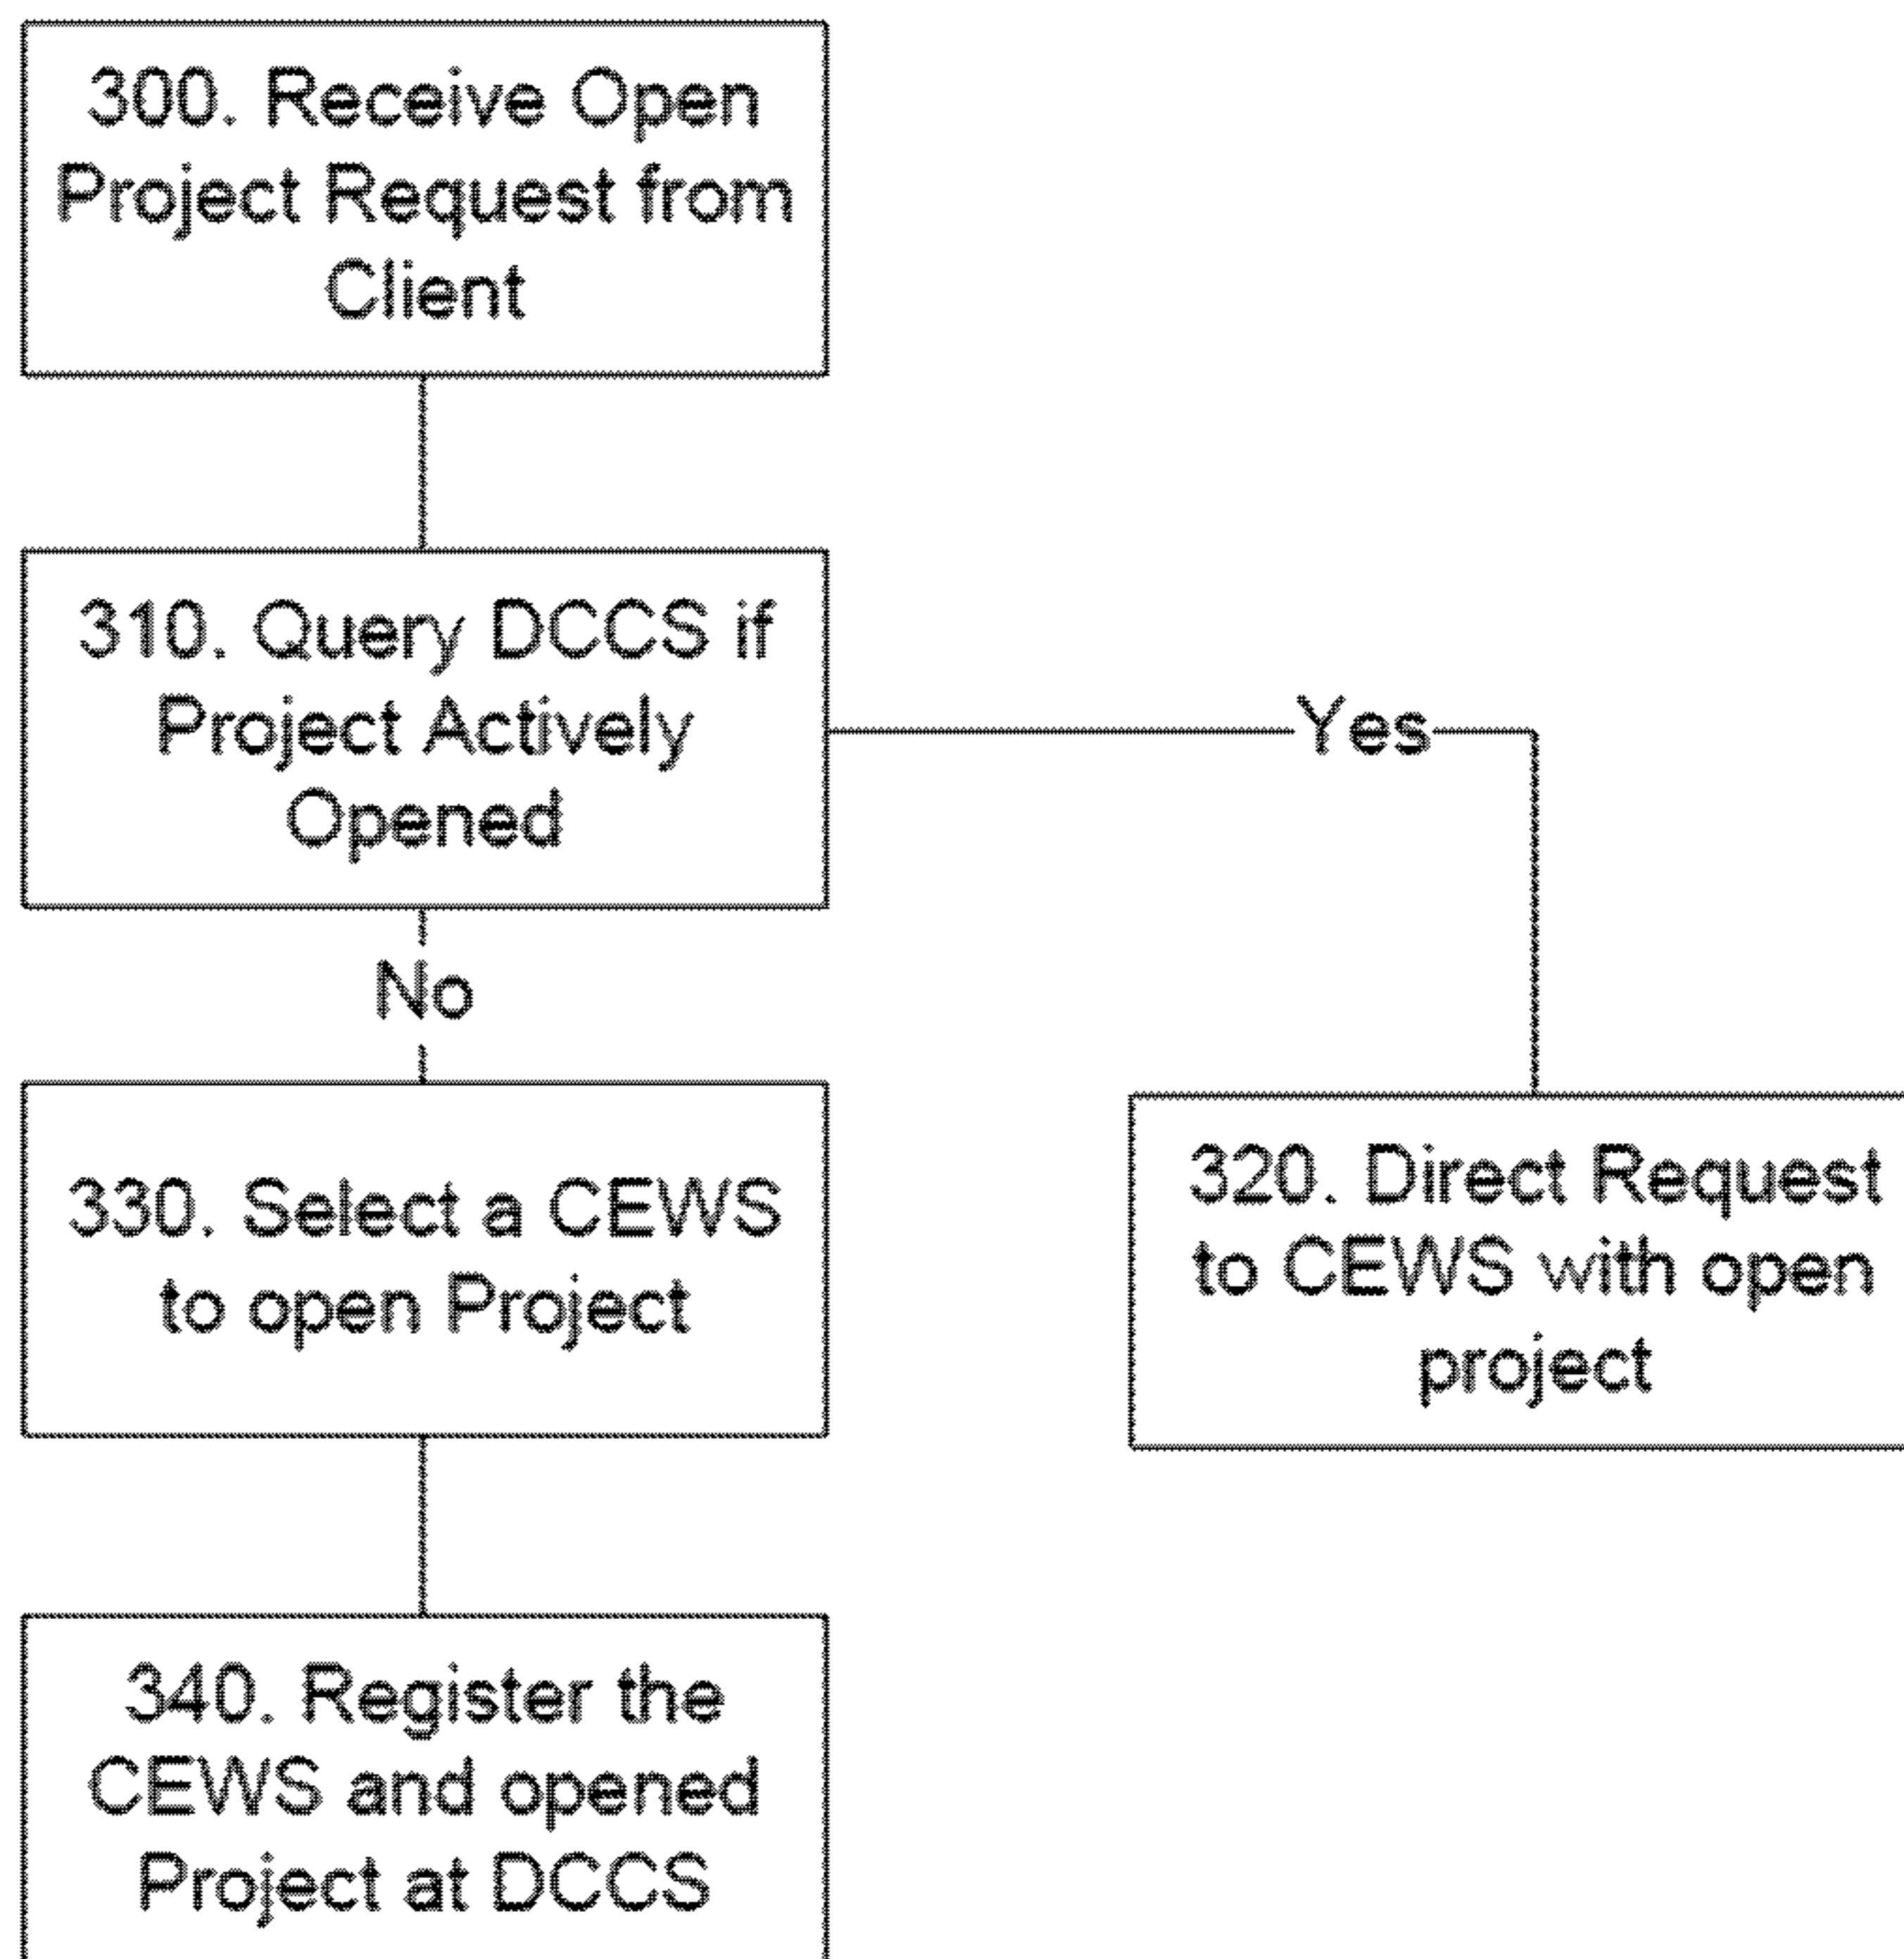 300. Receive Open
Project Request from
Client
310. Query DCCS if
Project Actively
Opened
Yes
No
330. Select a CEWS
to open Project
320. Direct Request
to CEWS with open
project
340. Register the
CEWS and opened
Project at DCCS